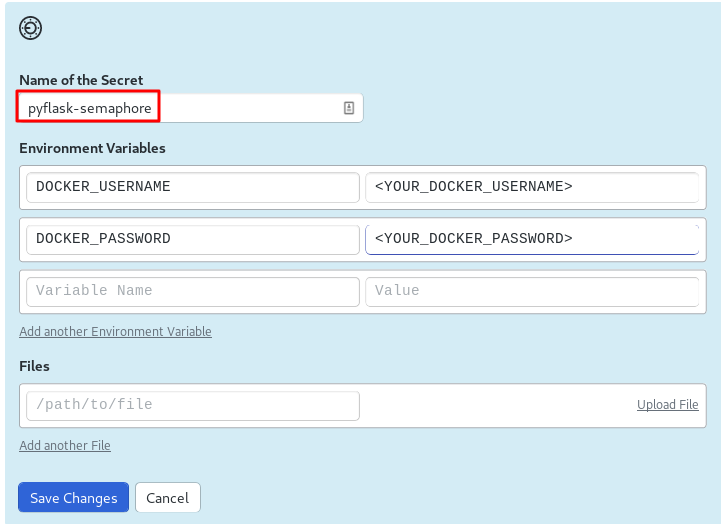 Name of the Secret
pyflask-semaphore
Environment Variables
DOCKER_USERNAME <YOUR_DOCKER_USERNAME>
DOCKER_PASSWORD <YOUR_DOCKER_PASSWORD>
Variable Name Value
Add another Environment Variable
Files
/path/to/file Upload File
Add another File
Save Changes Cancel